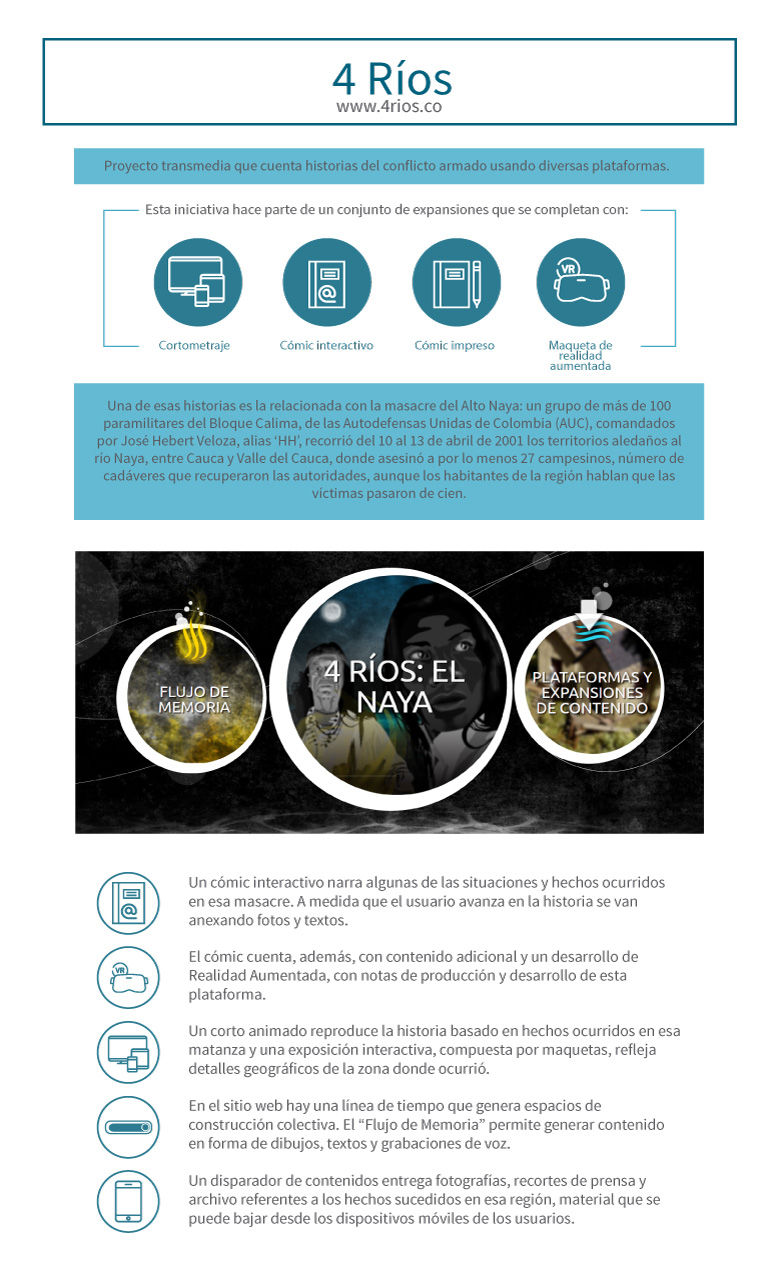 4 Ríos
www.4rios.co
Proyecto transmedia que cuenta historias del conflicto armado usando diversas plataformas.
Esta iniciativa hace parte de un conjunto de expansiones que se completan con:
@
VR
Cortometraje
Cómic interactivo
Cómic impreso
Maqueta de
realidad
aumentada
Una de esas historias es la relacionada con la masacre del Alto Naya: un grupo de más de 100
paramilitares del Bloque Calima, de las Autodefensas Unidas de Colombia (AUC), comandados
por José Hebert Veloza, alias ‘HH’, recorrió del 10 al 13 de abril de 2001 los territorios aledaños al
río Naya, entre Cauca y Valle del Cauca, donde asesinó a por lo menos 27 campesinos, número de
cadáveres que recuperaron las autoridades, aunque los habitantes de la región hablan que las
víctimas pasaron de cien.
FLUJO DE
MEMORIA
4 RÍOS: EL
NAYA
PLATAFORMAS Y
EXPANSIONES
DE CONTENIDO
@
Un cómic interactivo narra algunas de las situaciones y hechos ocurridos
en esa masacre. A medida que el usuario avanza en la historia se van
anexando fotos y textos.
VR
El cómic cuenta, además, con contenido adicional y un desarrollo de
Realidad Aumentada, con notas de producción y desarrollo de esta
plataforma.
Un corto animado reproduce la historia basado en hechos ocurridos en esa
matanza y una exposición interactiva, compuesta por maquetas, refleja
detalles geográficos de la zona donde ocurrió.
En el sitio web hay una línea de tiempo que genera espacios de
construcción colectiva. El “Flujo de Memoria” permite generar contenido
en forma de dibujos, textos y grabaciones de voz.
Un disparador de contenidos entrega fotografías, recortes de prensa y
archivo referentes a los hechos sucedidos en esa región, material que se
puede bajar desde los dispositivos móviles de los usuarios.